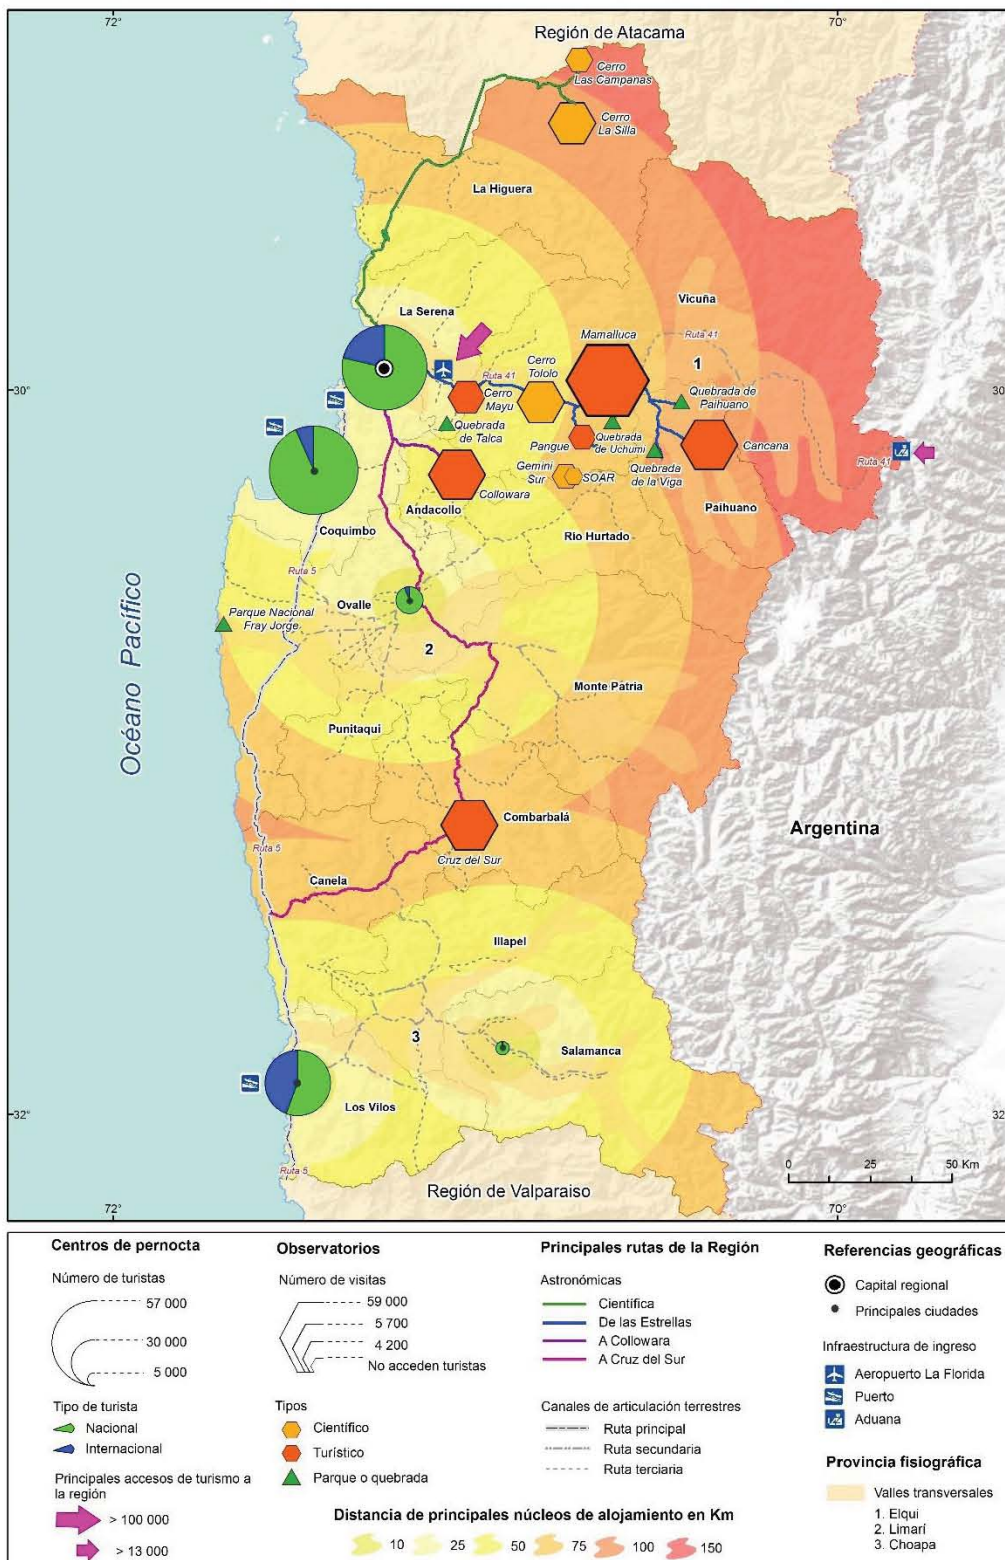 72°
70°
Región de Atacama
Cerro
Las Campanas
Cerro
La Silla
La Higuera
La Serena
Vicuña
Mamalluca
Ruta 41
1
Cerro
Tololo
Ruta 41
30°
30°
Cerro
Mayu
Quebrada de
Paihuano
Quebrada
de Talca
Pangue
Quebrada
de Uchumi
Cancana
Ruta 41
Gemini
Sur
SOAR
Quebrada
de la Viga
Collowara
Andacollo
Paihuano
Coquimbo
Rio Hurtado
Ruta 5
Ovalle
Parque Nacional
Fray Jorge
2
Océano Pacífico
Monte Patria
Punitaqui
Combarbalá
Argentina
Ruta 5
Cruz del Sur
Canela
Illapel
3
Salamanca
Los Vilos
32°
32°
Ruta 5
0 25 50 Km
Región de Valparaiso
72°
70°
Centros de pernocta
Número de turistas
57 000
30 000
5 000
Tipo de turista
Nacional
Internacional
Principales accesos de turismo a
la región
> 100 000
> 13 000
Observatorios
Número de visitas
59 000
5 700
4 200
No acceden turistas
Tipos
Científico
Turístico
Parque o quebrada
Principales rutas de la Región
Astronómicas
Científica
De las Estrellas
A Collowara
A Cruz del Sur
Canales de articulación terrestres
Ruta principal
Ruta secundaria
Ruta terciaria
Distancia de principales núcleos de alojamiento en Km
10 25 50 75 100 150
Referencias geográficas
Capital regional
Principales ciudades
Infraestructura de ingreso
Aeropuerto La Florida
Puerto
Aduana
Provincia fisiográfica
Valles transversales
1. Elqui
2. Limarí
3. Choapa